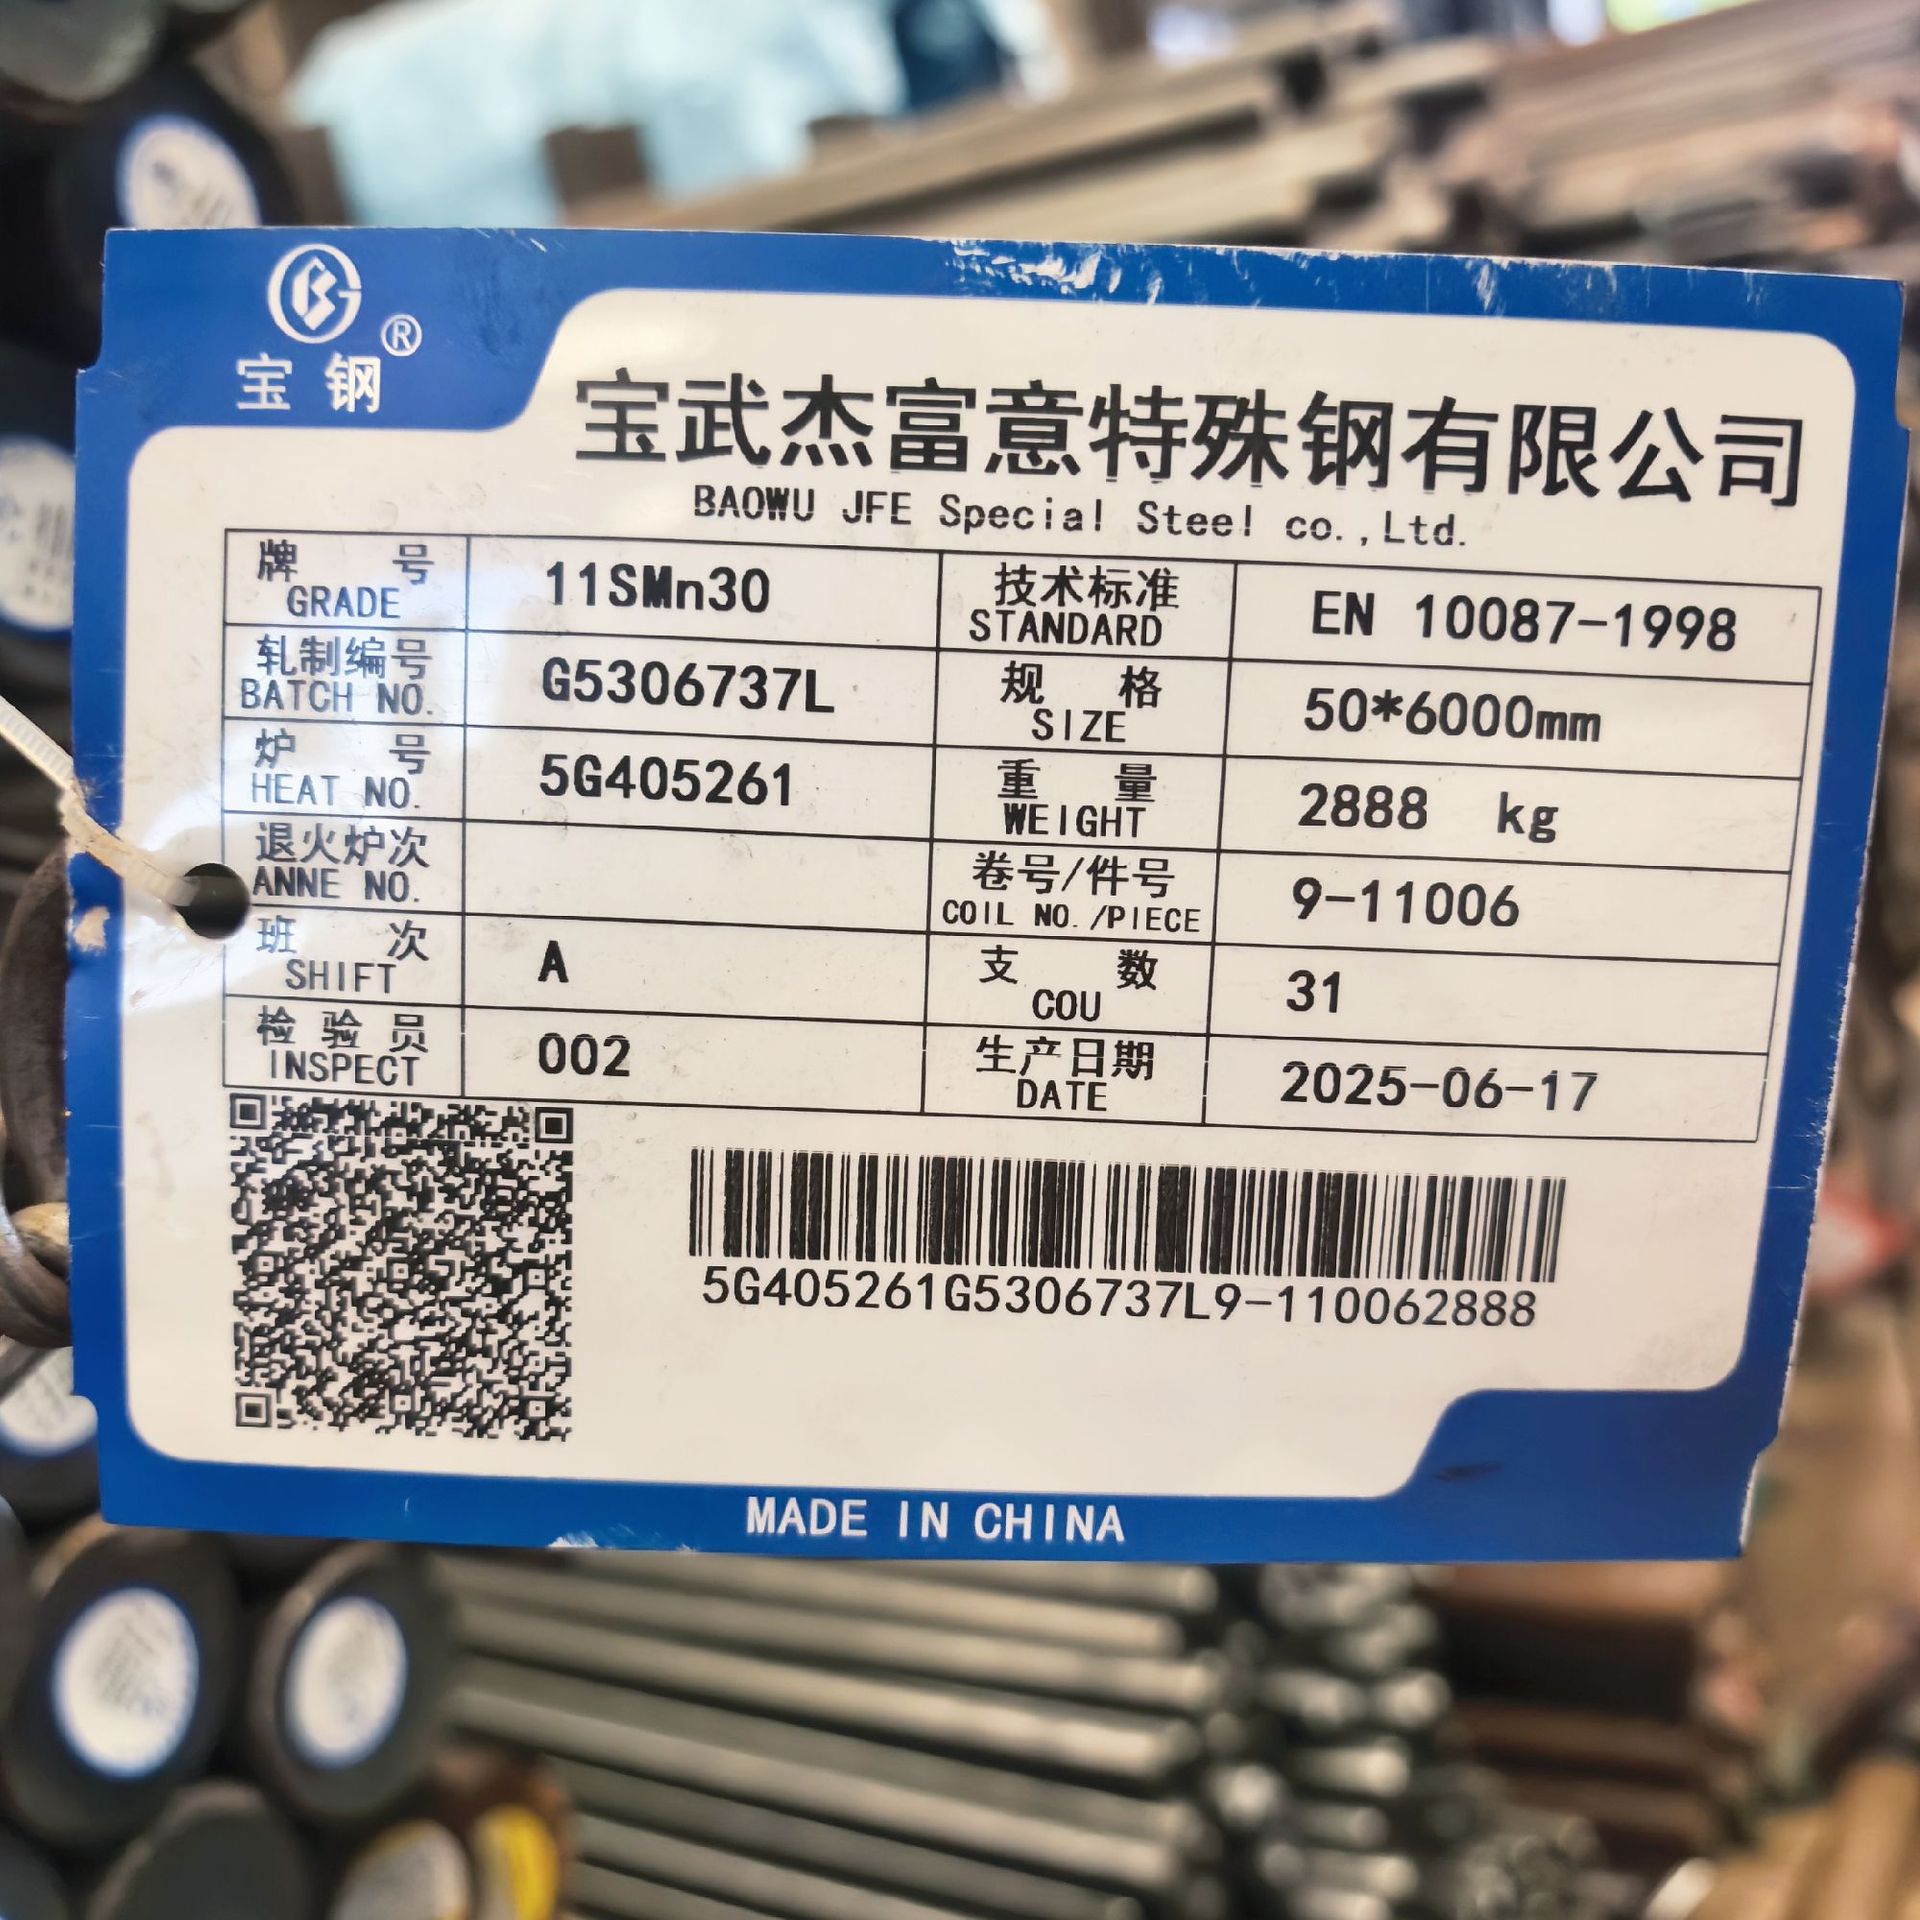 宝钢®
宝武杰富意特殊钢有限公司
BAOWU JFE Special Steel co.,Ltd.
牌号 GRADE 11SMn30 技术标准 STANDARD EN 10087-1998
轧制编号 BATCH NO. G5306737L 规格 SIZE 50*6000mm
炉号 HEAT NO. 5G405261 重量 WEIGHT 2888 kg
退火炉次 ANNE NO. 卷号/件号 COIL NO./PIECE 9-11006
班次 SHIFT A 支数 COU 31
检验员 INSPECT 002 生产日期 DATE 2025-06-17
5G405261G5306737L9-110062888
MADE IN CHINA